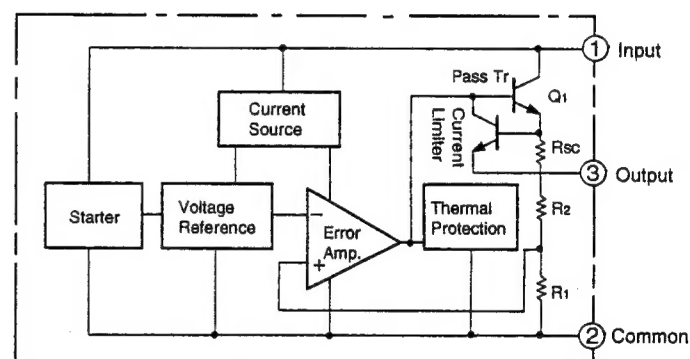 ① Input
Pass Tr
Q1
Current
Source
Current
Limiter
Rsc
③ Output
Starter
Voltage
Reference
−
Error
Amp.
+
Thermal
Protection
R2
R1
② Common